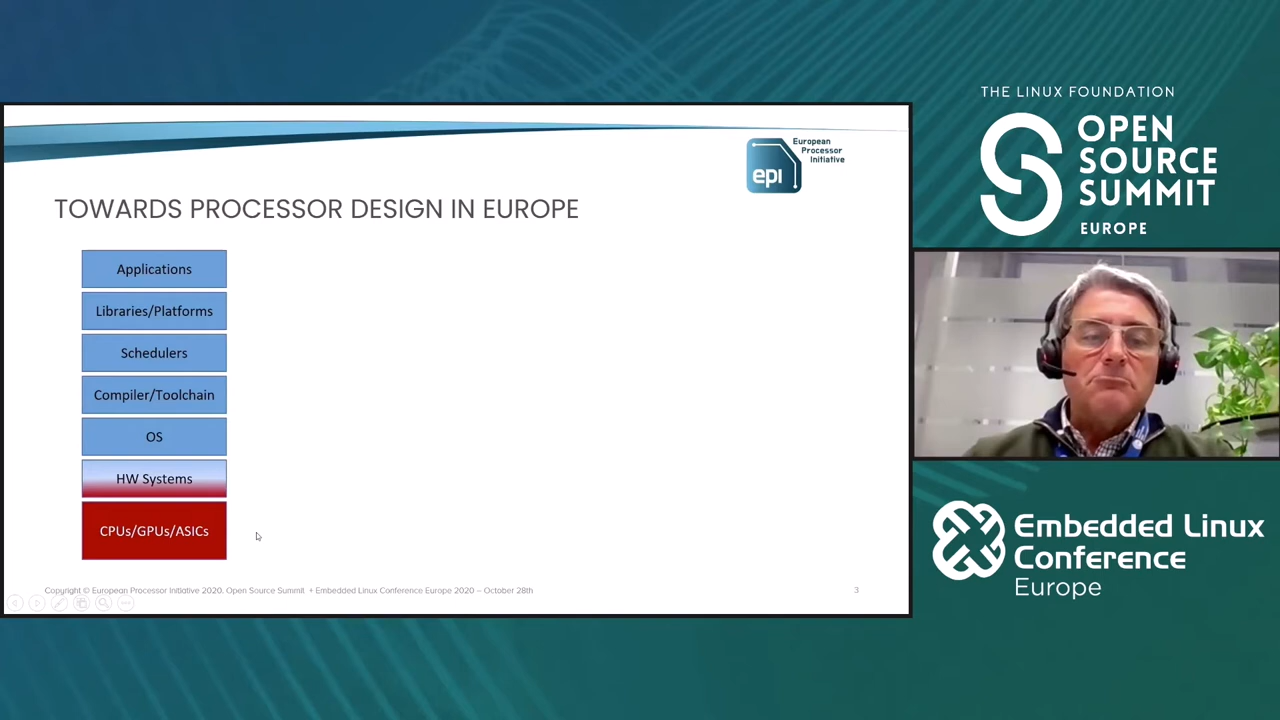 THE LINUX FOUNDATION
OPEN
SOURCE
SUMMIT
EUROPE
European
Processor
Initiative
epi
TOWARDS PROCESSOR DESIGN IN EUROPE
Applications
Libraries/Platforms
Schedulers
Compiler/Toolchain
OS
HW Systems
CPUs/GPUs/ASICs
Copyright © European Processor Initiative 2020. Open Source Summit + Embedded Linux Conference Europe 2020 – October 28th
3
Embedded Linux
Conference
Europe